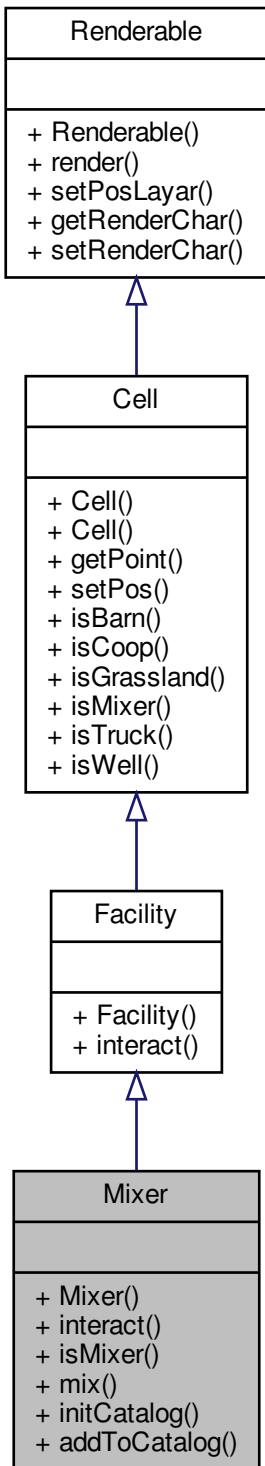 Renderable
+ Renderable()
+ render()
+ setPosLayar()
+ getRenderChar()
+ setRenderChar()
Cell
+ Cell()
+ Cell()
+ getPoint()
+ setPos()
+ isBarn()
+ isCoop()
+ isGrassland()
+ isMixer()
+ isTruck()
+ isWell()
Facility
+ Facility()
+ interact()
Mixer
+ Mixer()
+ interact()
+ isMixer()
+ mix()
+ initCatalog()
+ addToCatalog()